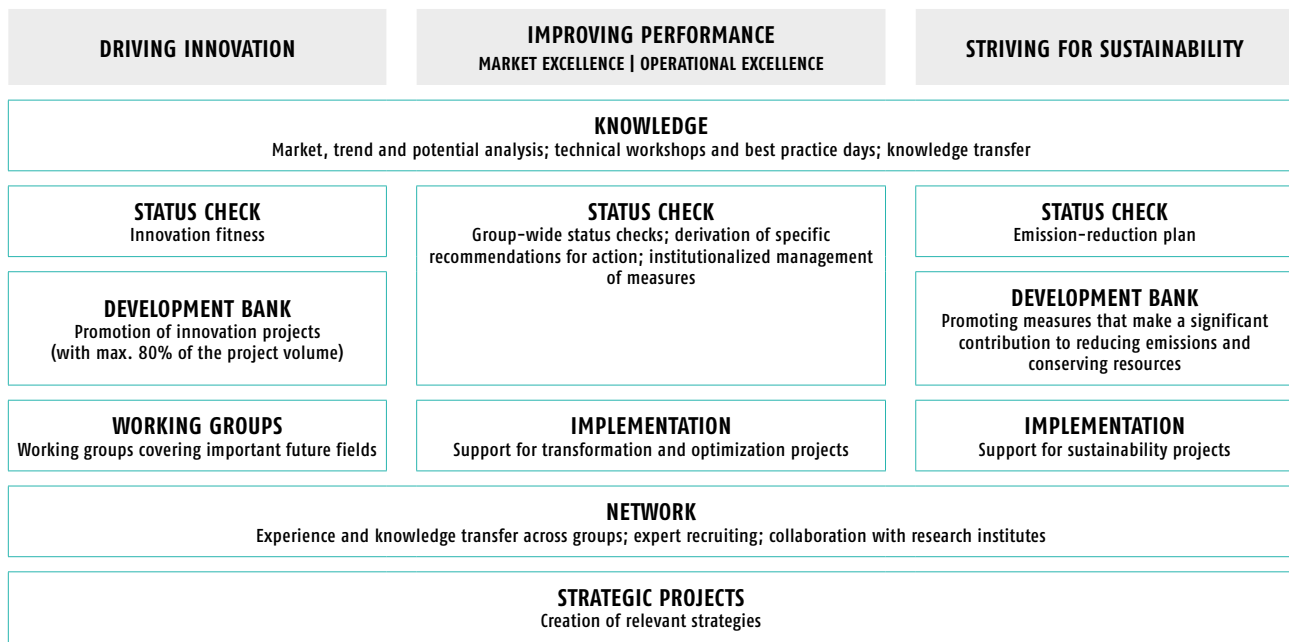 DRIVING INNOVATION
IMPROVING PERFORMANCE
MARKET EXCELLENCE | OPERATIONAL EXCELLENCE
STRIVING FOR SUSTAINABILITY
KNOWLEDGE
Market, trend and potential analysis; technical workshops and best practice days; knowledge transfer
STATUS CHECK
Innovation fitness
STATUS CHECK
Group-wide status checks; derivation of specific
recommendations for action; institutionalized management
of measures
STATUS CHECK
Emission-reduction plan
DEVELOPMENT BANK
Promotion of innovation projects
(with max. 80% of the project volume)
DEVELOPMENT BANK
Promoting measures that make a significant
contribution to reducing emissions and
conserving resources
WORKING GROUPS
Working groups covering important future fields
IMPLEMENTATION
Support for transformation and optimization projects
IMPLEMENTATION
Support for sustainability projects
NETWORK
Experience and knowledge transfer across groups; expert recruiting; collaboration with research institutes
STRATEGIC PROJECTS
Creation of relevant strategies